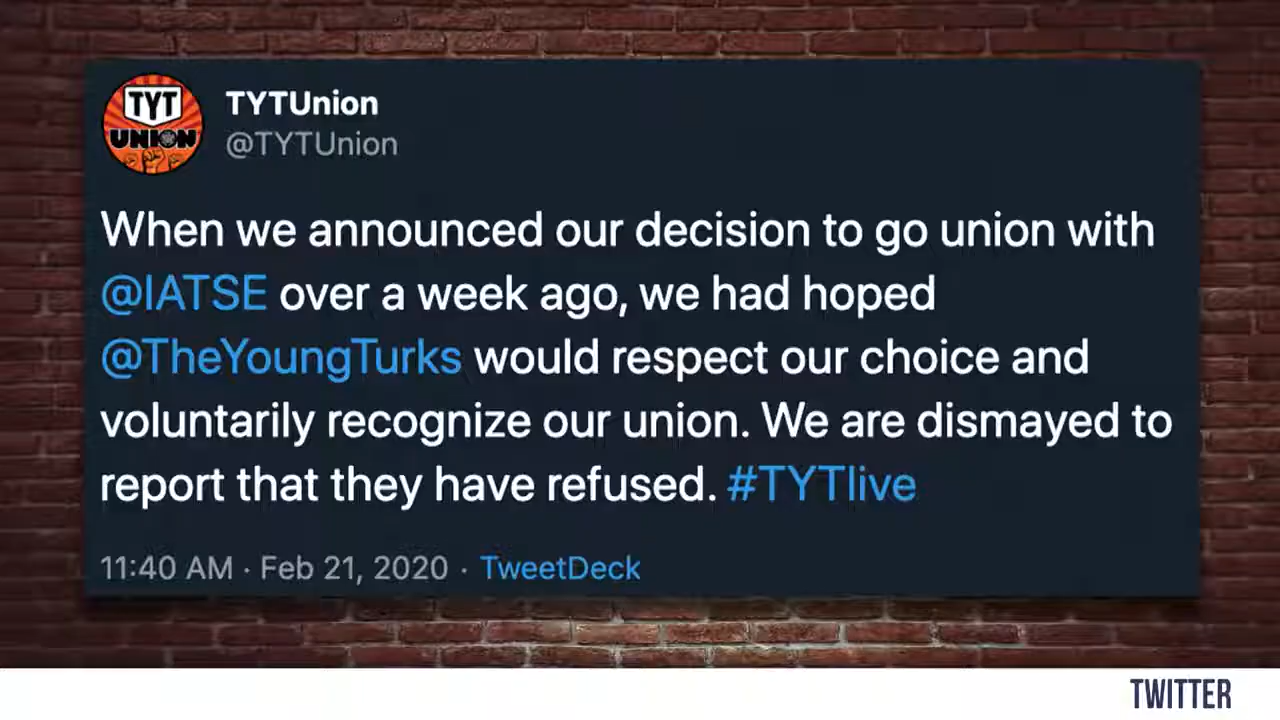 TYT
UNION
TYTUnion
@TYTUnion
When we announced our decision to go union with
@IATSE over a week ago, we had hoped
@TheYoungTurks would respect our choice and
voluntarily recognize our union. We are dismayed to
report that they have refused. #TYTlive
11:40 AM · Feb 21, 2020 · TweetDeck
TWITTER